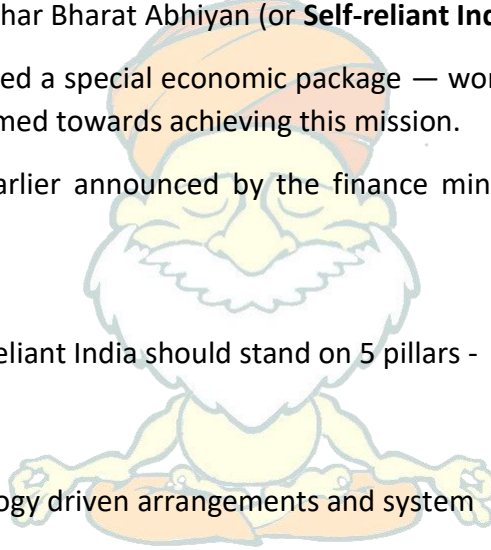 har Bharat Abhiyan (or Self-reliant Ind
ed a special economic package — wor
med towards achieving this mission.
arlier announced by the finance min
eliant India should stand on 5 pillars -
ogy driven arrangements and system